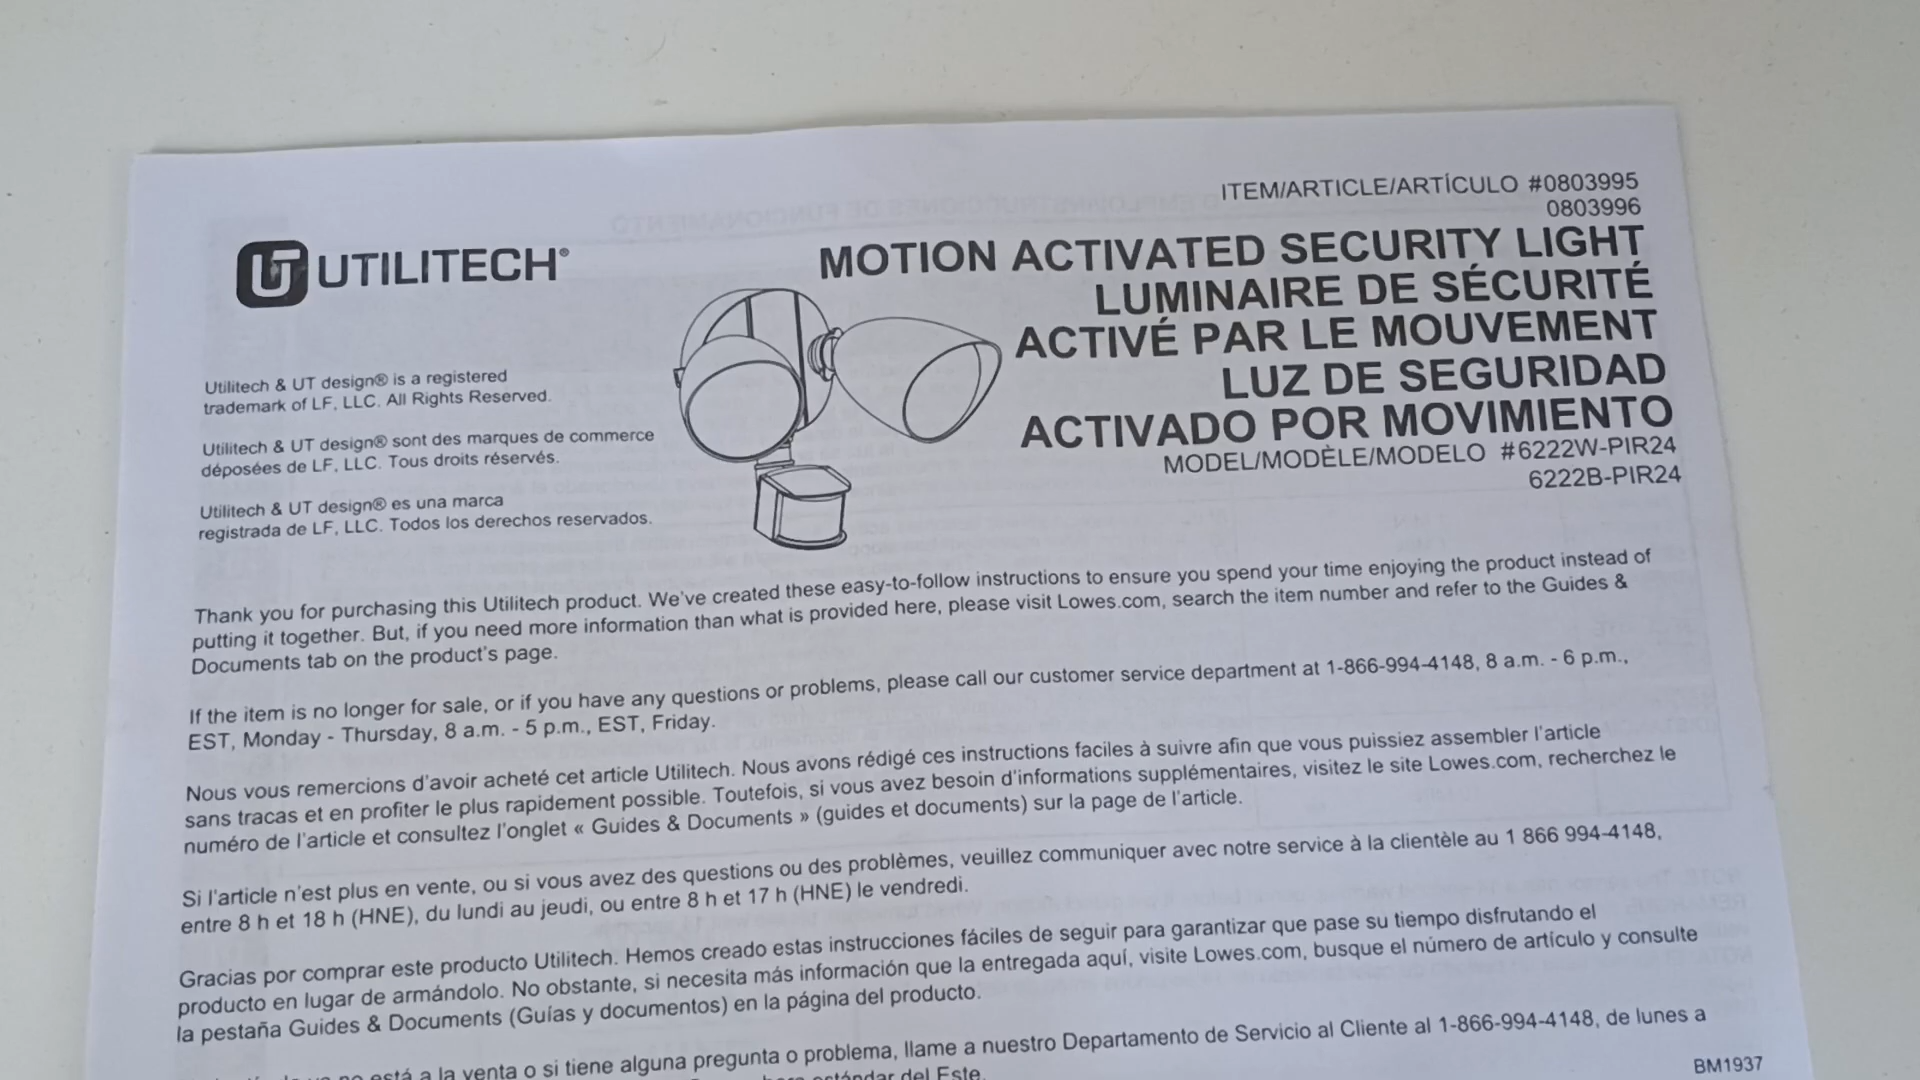 ITEM/ARTICLE/ARTÍCULO #0803995
0803996
UTILITECH®
MOTION ACTIVATED SECURITY LIGHT
LUMINAIRE DE SÉCURITÉ
ACTIVÉ PAR LE MOUVEMENT
LUZ DE SEGURIDAD
ACTIVADO POR MOVIMIENTO
MODEL/MODÈLE/MODELO #6222W-PIR24
6222B-PIR24
Utilitech & UT design® is a registered
trademark of LF, LLC. All Rights Reserved.
Utilitech & UT design® sont des marques de commerce
déposées de LF, LLC. Tous droits réservés.
Utilitech & UT design® es una marca
registrada de LF, LLC. Todos los derechos reservados.
Thank you for purchasing this Utilitech product. We've created these easy-to-follow instructions to ensure you spend your time enjoying the product instead of
putting it together. But, if you need more information than what is provided here, please visit Lowes.com, search the item number and refer to the Guides &
Documents tab on the product's page.
If the item is no longer for sale, or if you have any questions or problems, please call our customer service department at 1-866-994-4148, 8 a.m. - 6 p.m.,
EST, Monday - Thursday, 8 a.m. - 5 p.m., EST, Friday.
Nous vous remercions d'avoir acheté cet article Utilitech. Nous avons rédigé ces instructions faciles à suivre afin que vous puissiez assembler l'article
sans tracas et en profiter le plus rapidement possible. Toutefois, si vous avez besoin d'informations supplémentaires, visitez le site Lowes.com, recherchez le
numéro de l'article et consultez l'onglet « Guides & Documents » (guides et documents) sur la page de l'article.
Si l'article n'est plus en vente, ou si vous avez des questions ou des problèmes, veuillez communiquer avec notre service à la clientèle au 1 866 994-4148,
entre 8 h et 18 h (HNE), du lundi au jeudi, ou entre 8 h et 17 h (HNE) le vendredi.
Gracias por comprar este producto Utilitech. Hemos creado estas instrucciones fáciles de seguir para garantizar que pase su tiempo disfrutando el
producto en lugar de armándolo. No obstante, si necesita más información que la entregada aquí, visite Lowes.com, busque el número de artículo y consulte
la pestaña Guides & Documents (Guías y documentos) en la página del producto.
no está a la venta o si tiene alguna pregunta o problema, llame a nuestro Departamento de Servicio al Cliente al 1-866-994-4148, de lunes a
estándar del Este.
BM1937